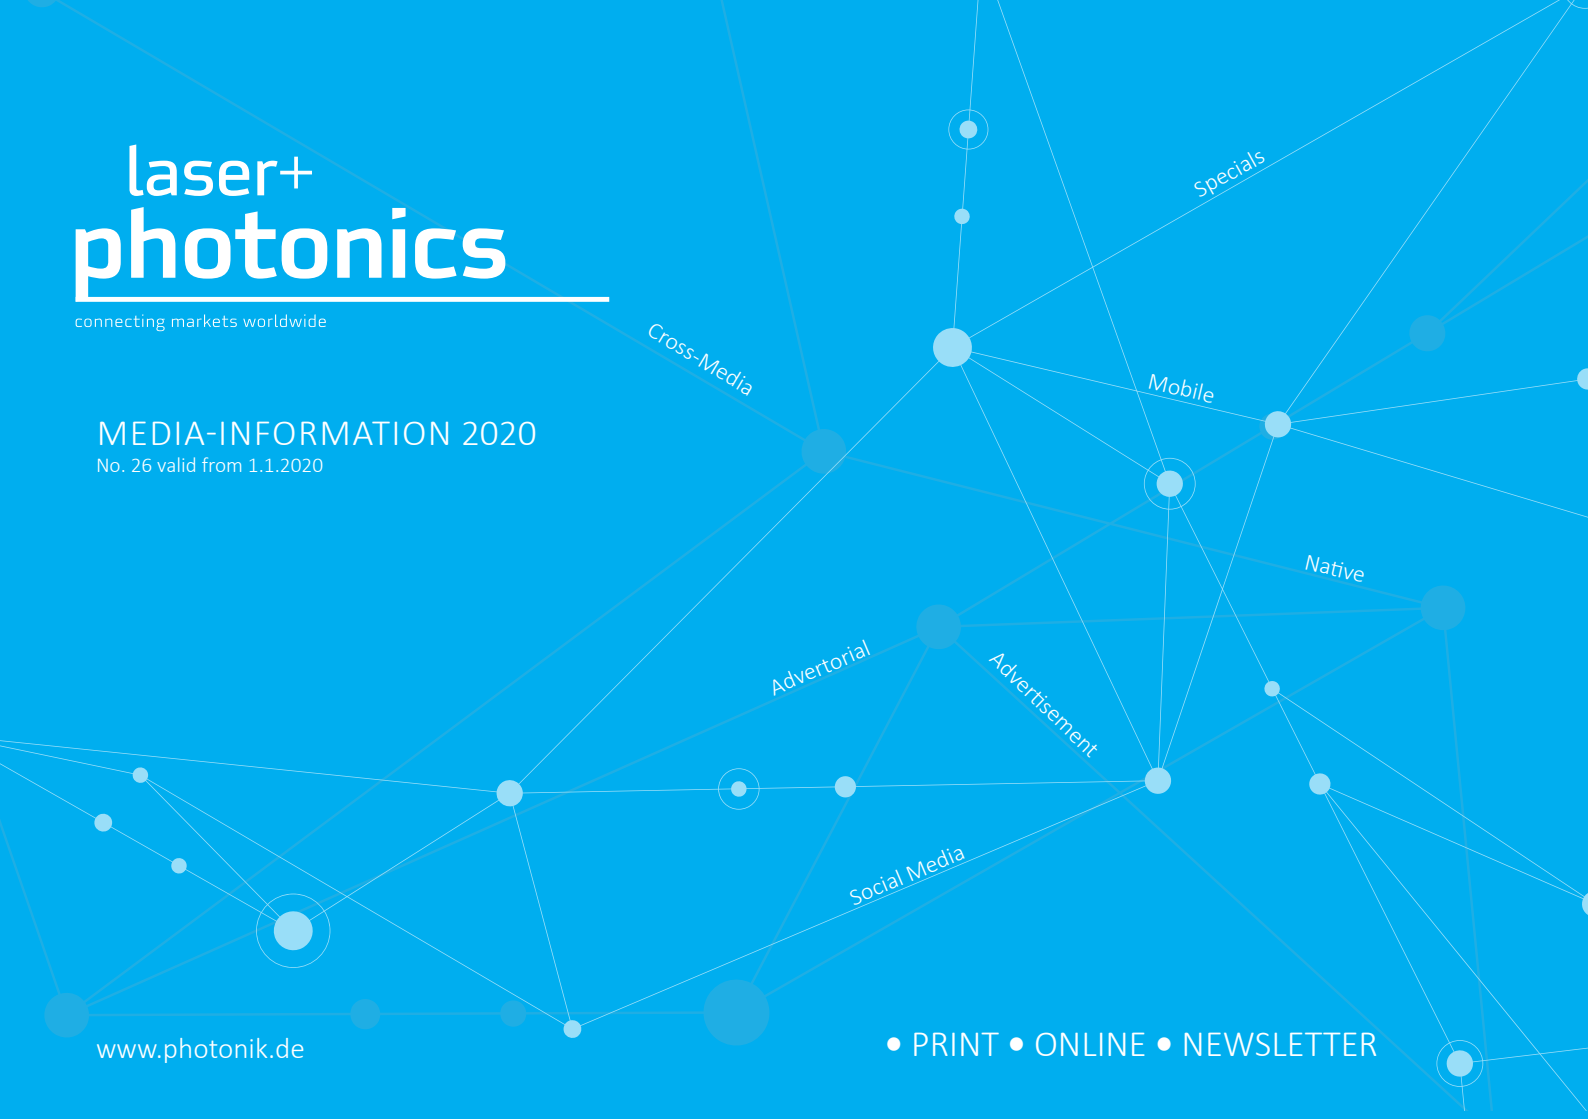 laser+
photonics
connecting markets worldwide
MEDIA-INFORMATION 2020
No. 26 valid from 1.1.2020
Specials
Cross-Media
Mobile
Native
Advertorial
Advertisement
Social Media
www.photonik.de
• PRINT • ONLINE • NEWSLETTER